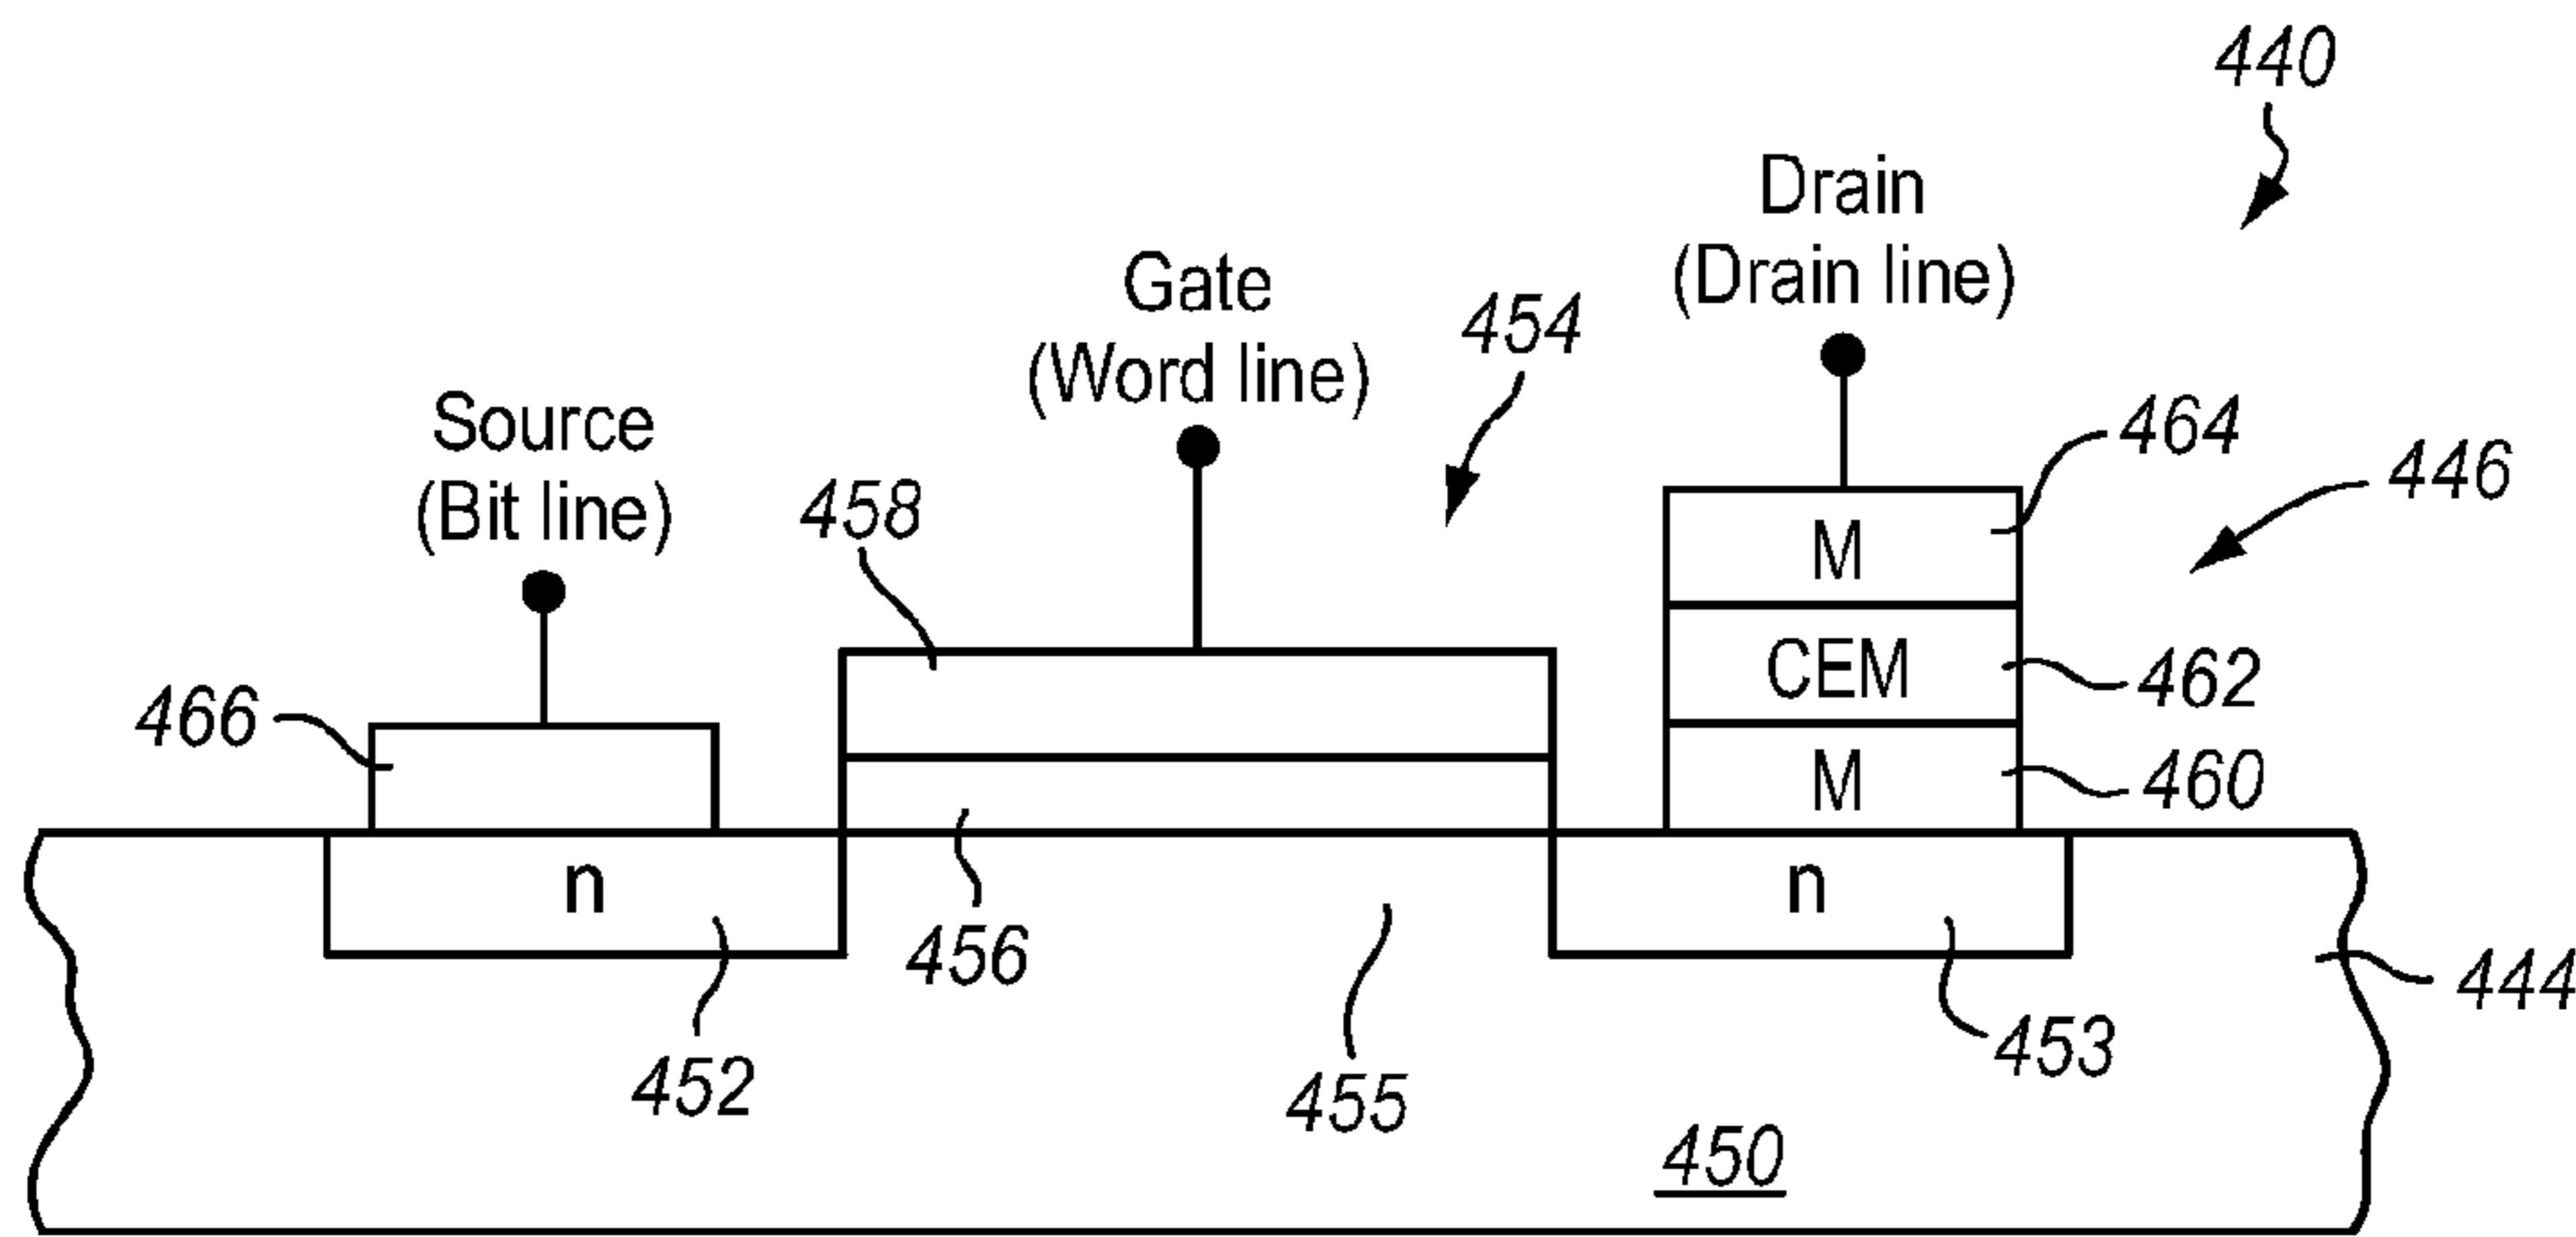 440
Drain
(Drain line)
Gate
(Word line)
454
Source
(Bit line)
458
464
446
M
CEM
462
466
M
460
n
n
456
452
455
453
444
450